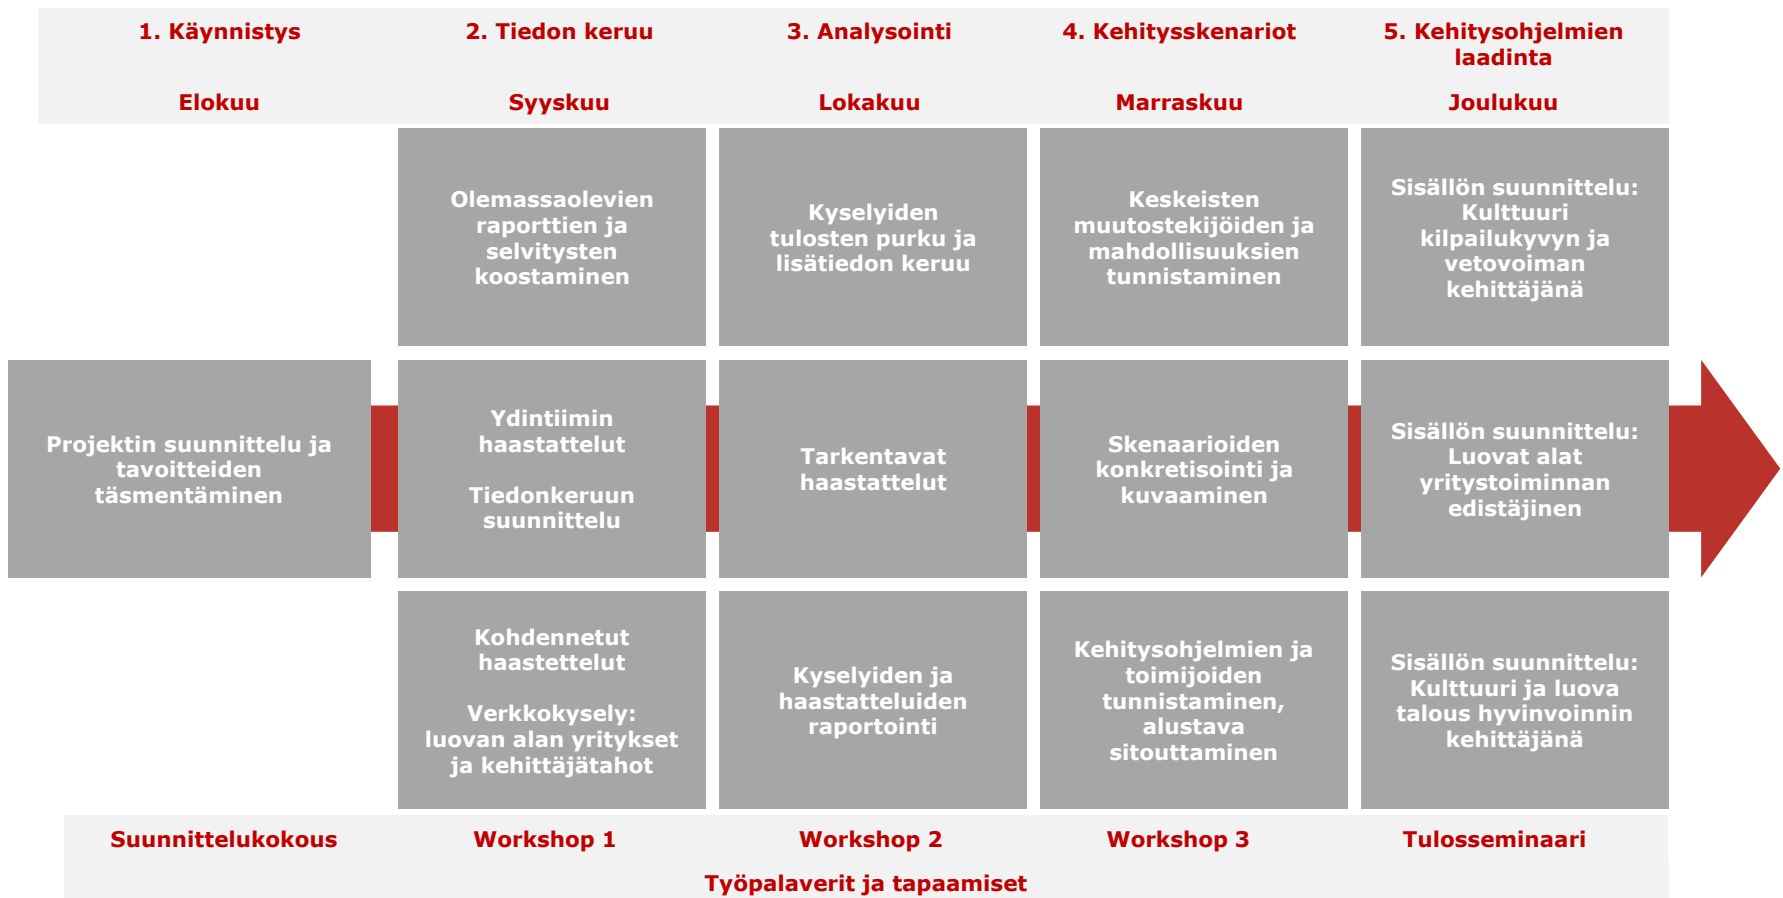 1. Käynnistys
2. Tiedon keruu
3. Analysointi
4. Kehitysskenariot
5. Kehitysohjelmien
laadinta
Elokuu
Syyskuu
Lokakuu
Marraskuu
Joulukuu
Olemassaolevien
raporttien ja
selvitysten
koostaminen
Kyselyiden
tulosten purku ja
lisätiedon keruu
Keskeisten
muutostekijöiden ja
mahdollisuuksien
tunnistaminen
Sisällön suunnittelu:
Kulttuuri
kilpailukyvyn ja
vetovoiman
kehittäjänä
Projektin suunnittelu ja
tavoitteiden
täsmentäminen
Ydintiimin
haastattelut
Tiedonkeruun
suunnittelu
Tarkentavat
haastattelut
Skenaarioiden
konkretisointi ja
kuvaaminen
Sisällön suunnittelu:
Luovat alat
yritystoiminnan
edistäjinen
Kohdennetut
haastettelut
Verkkokysely:
luovan alan yritykset
ja kehittäjätahot
Kyselyiden ja
haastatteluiden
raportointi
Kehitysohjelmien ja
toimijoiden
tunnistaminen,
alustava
sitouttaminen
Sisällön suunnittelu:
Kulttuuri ja luova
talous hyvinvoinnin
kehittäjänä
Suunnittelukokous
Workshop 1
Workshop 2
Workshop 3
Tulosseminaari
Työpalaverit ja tapaamiset